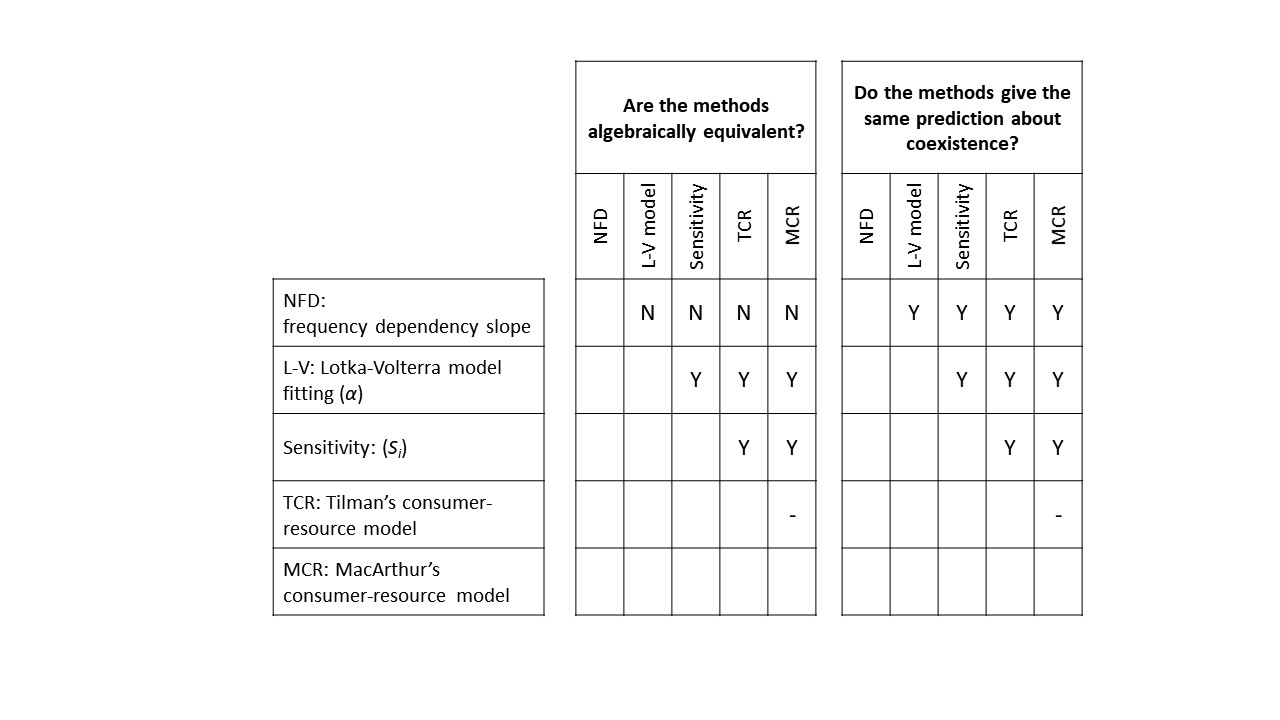 Are the methods
algebraically equivalent?
Do the methods give the
same prediction about
coexistence?
NFD
L-V model
Sensitivity
TCR
MCR
NFD
L-V model
Sensitivity
TCR
MCR
NFD:
frequency dependency slope
N N N N Y Y Y Y
L-V: Lotka-Volterra model
fitting (α)
Y Y Y Y Y Y
Sensitivity: (Si)
Y Y Y Y
TCR: Tilman’s consumer-
resource model
- -
MCR: MacArthur’s
consumer-resource model